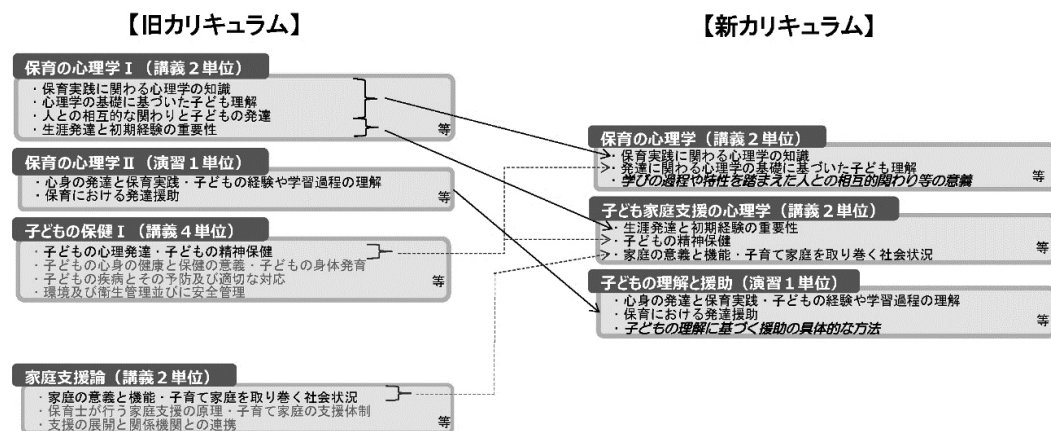 【旧カリキュラム】
保育の心理学Ⅰ（講義２単位）
・保育実践に関わる心理学の知識
・心理学の基礎に基づいた子ども理解
・人との相互的な関わりと子どもの発達
・生涯発達と初期経験の重要性
等
保育の心理学Ⅱ（演習１単位）
・心身の発達と保育実践・子どもの経験や学習過程の理解
・保育における発達援助
等
子どもの保健Ⅰ（講義４単位）
・子どもの心理発達・子どもの精神保健
・子どもの心身の健康と保健の意義・子どもの身体発育
・子どもの疾病とその予防及び適切な対応
・環境及び衛生管理並びに安全管理
等
家庭支援論（講義２単位）
・家庭の意義と機能・子育て家庭を取り巻く社会状況
・保育士が行う家庭支援の原理・子育て家庭の支援体制
・支援の展開と関係機関との連携
等
【新カリキュラム】
保育の心理学（講義２単位）
・保育実践に関わる心理学の知識
・発達に関わる心理学の基礎に基づいた子ども理解
・学びの過程や特性を踏まえた人との相互的関わり等の意義
等
子ども家庭支援の心理学（講義２単位）
・生涯発達と初期経験の重要性
・子どもの精神保健
・家庭の意義と機能・子育て家庭を取り巻く社会状況
等
子どもの理解と援助（演習１単位）
・心身の発達と保育実践・子どもの経験や学習過程の理解
・保育における発達援助
・子どもの理解に基づく援助の具体的な方法
等